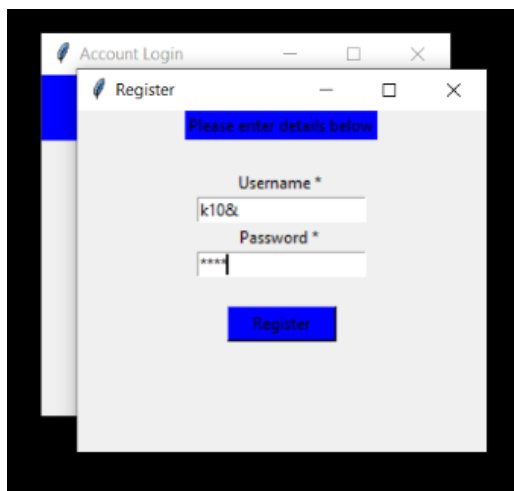 Account Login
Register
Please enter details below
Username *
k10&
Password *
****
Register